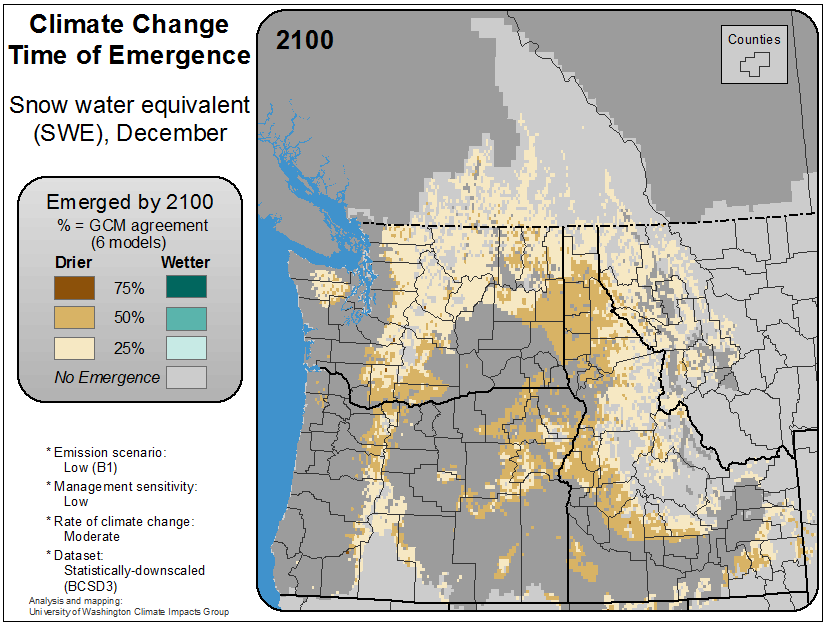 Climate Change
Time of Emergence
Snow water equivalent
(SWE), December
Emerged by 2100
% = GCM agreement
(6 models)
Drier Wetter
75%
50%
25%
No Emergence
* Emission scenario:
Low (B1)
* Management sensitivity:
Low
* Rate of climate change:
Moderate
* Dataset:
Statistically-downscaled
(BCSD3)
Analysis and mapping:
University of Washington Climate Impacts Group
2100
Counties